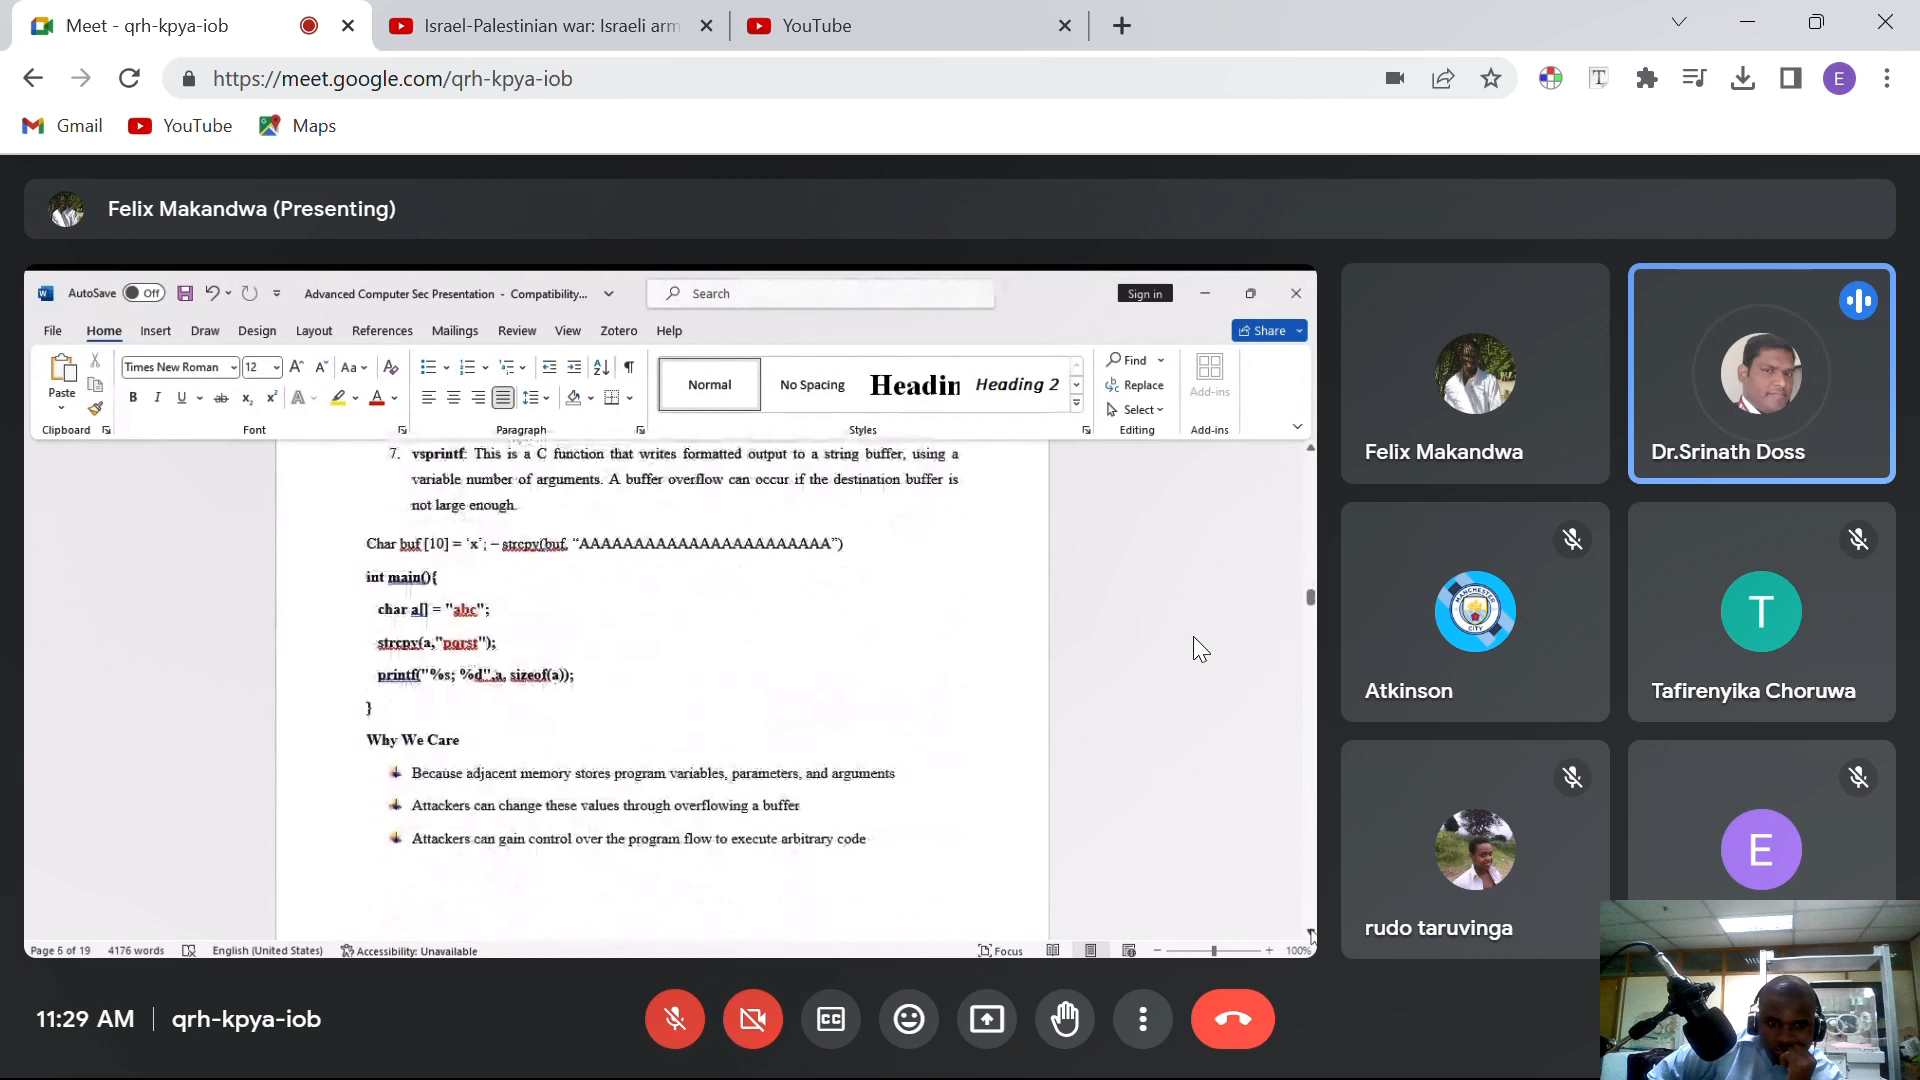 Meet - qrh-kpya-iob
Israel-Palestinian war: Israeli arm
YouTube
https://meet.google.com/qrh-kpya-iob
E
Gmail
YouTube
Maps
Felix Makandwa (Presenting)
AutoSave Off
Advanced Computer Sec Presentation - Compatibility...
Search
Sign in
File Home Insert Draw Design Layout References Mailings Review View Zotero Help
Share
Paste
Times New Roman 12
Normal
No Spacing
Headin
Heading 2
Find
Replace
Select
Add-ins
Clipboard
Font
Paragraph
Styles
Editing
Add-ins
7. vsprintf: This is a C function that writes formatted output to a string buffer, using a
variable number of arguments. A buffer overflow can occur if the destination buffer is
not large enough.
Char buf [10] = 'x'; – strcpy(buf, “AAAAAAAAAAAAAAAAAAAAAAA”)
int main(){
char a[] = "abc";
strcpy(a,"pqrst");
printf("%s; %d",a, sizeof(a));
}
Why We Care
Because adjacent memory stores program variables, parameters, and arguments
Attackers can change these values through overflowing a buffer
Attackers can gain control over the program flow to execute arbitrary code
Page 6 of 19 4176 words English (United States) Accessibility: Unavailable
Focus
100%
Felix Makandwa
Dr.Srinath Doss
MANCHESTER
CITY
Atkinson
T
Tafirenyika Choruwa
rudo taruvinga
E
11:29 AM | qrh-kpya-iob